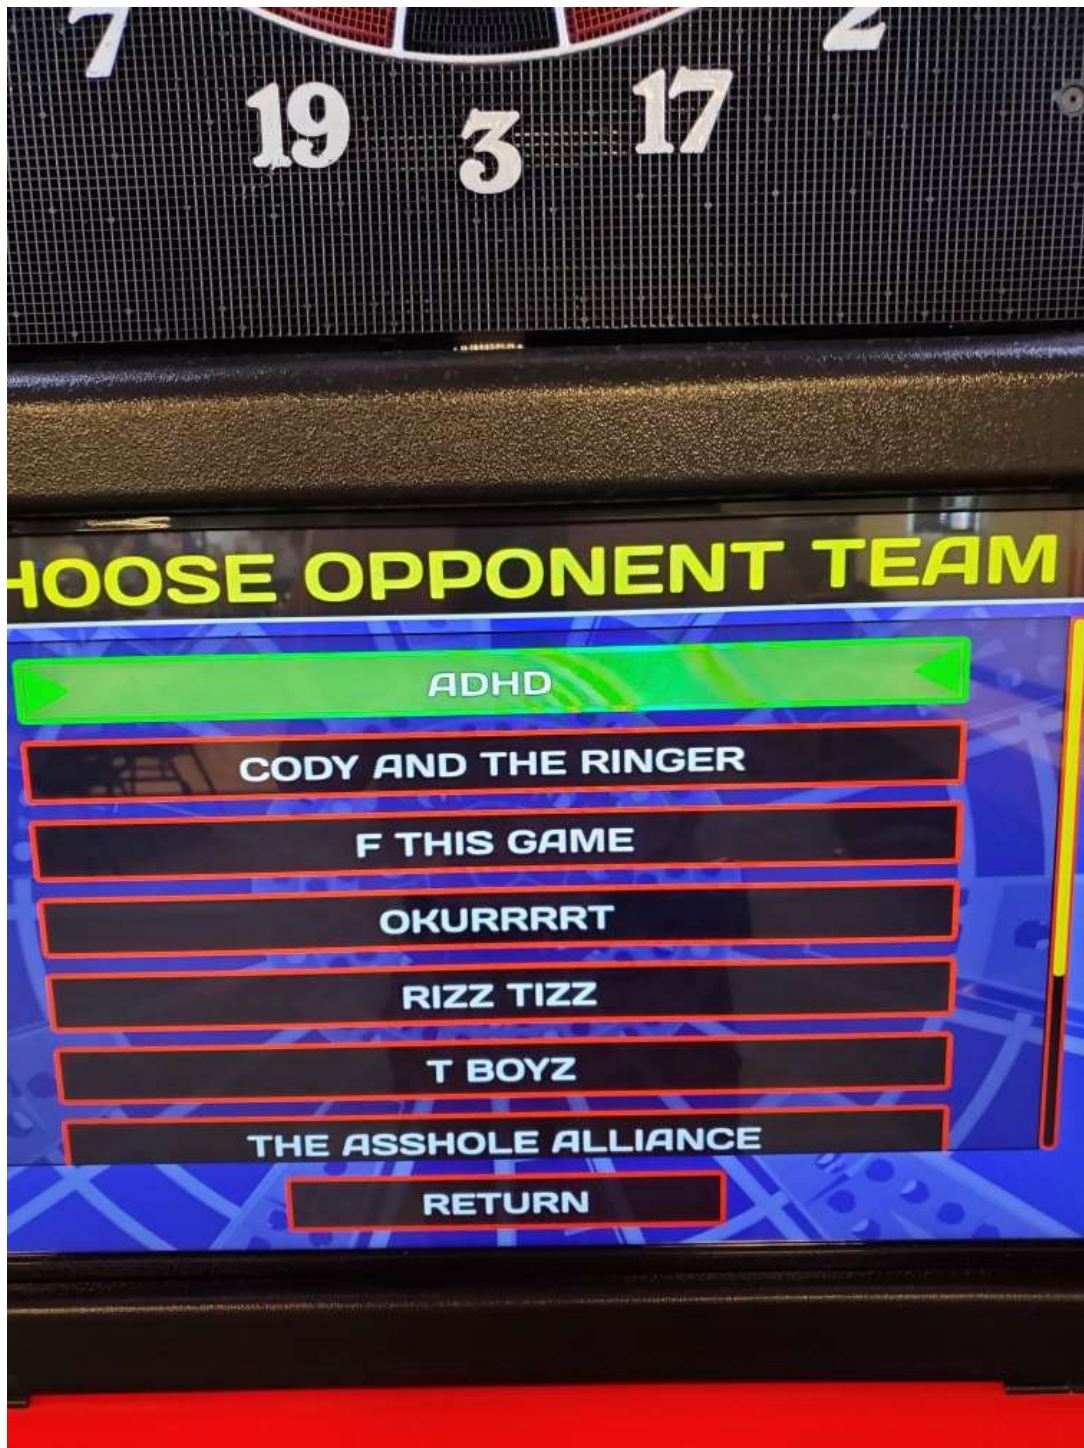 7 2
19 3 17
HOOSE OPPONENT TEAM
ADHD
CODY AND THE RINGER
F THIS GAME
OKURRRRT
RIZZ TIZZ
T BOYZ
THE ASSHOLE ALLIANCE
RETURN